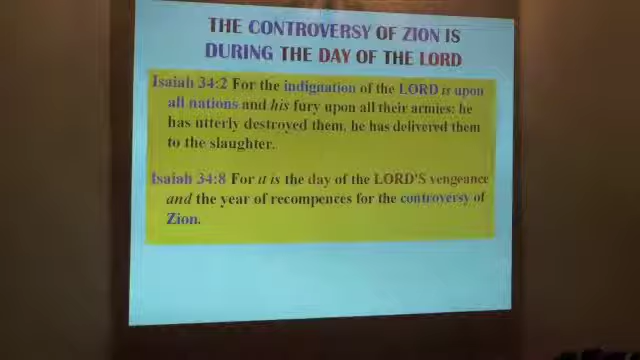 THE CONTROVERSY OF ZION IS
DURING THE DAY OF THE LORD
Isaiah 34:2 For the indignation of the LORD is upon
all nations and his fury upon all their armies: he
has utterly destroyed them, he has delivered them
to the slaughter.
Isaiah 34:8 For it is the day of the LORD'S vengeance
and the year of recompences for the controversy of
Zion.